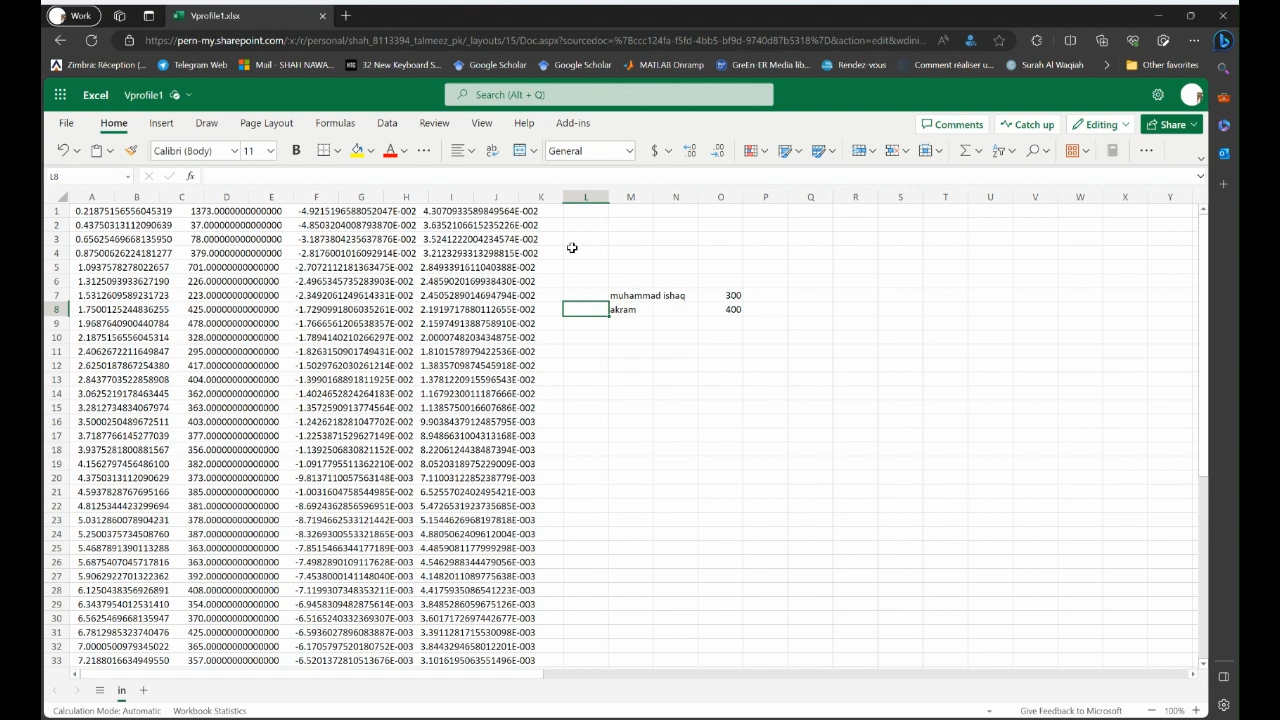 Work
Vprofile1.xlsx
https://pern-my.sharepoint.com/:x:/r/personal/shah_8113394_talmeez_pk/_layouts/15/Doc.aspx?sourcedoc=%7Bccc124fa-f5fd-4bb5-bf9d-9740d87b5318%7D&action=edit&wdini...
Zimbra: Réception (... Telegram Web Mail - SHAH NAWA... 32 New Keyboard S... Google Scholar Google Scholar MATLAB Onramp GreEn-ER Media lib... Rendez-vous Comment réaliser u... Surah Al Waqiah Other favorites
Excel Vprofile1 Search (Alt + Q)
File Home Insert Draw Page Layout Formulas Data Review View Help Add-ins Comments Catch up Editing Share
Calibri (Body) 11 B A General $
L8 fx
A B C D E F G H I J K L M N O P Q R S T U V W X Y
1 0.21875156556045319 1373.0000000000000 -4.9215196588052047E-002 4.3070933589849564E-002
2 0.43750313112090639 37.000000000000000 -4.8503204008793870E-002 3.6352106615235226E-002
3 0.65625469668135950 78.000000000000000 -3.1873804235637876E-002 3.5241222004234574E-002
4 0.87500626224181277 379.00000000000000 -2.8176001016092914E-002 3.2123293313298815E-002
5 1.0937578278022657 701.00000000000000 -2.7072112181363475E-002 2.8493391611040388E-002
6 1.3125093933627190 226.00000000000000 -2.4965345735283903E-002 2.4859020169938430E-002
7 1.5312609589231723 223.00000000000000 -2.3492061249614331E-002 2.4505289014694794E-002 muhammad ishaq 300
8 1.7500125244836255 425.00000000000000 -1.7290991806035261E-002 2.1919717880112655E-002 akram 400
9 1.9687640900440784 478.00000000000000 -1.7666561206538357E-002 2.1597491388758910E-002
10 2.1875156556045314 328.00000000000000 -1.7894140210266297E-002 2.0000748203434875E-002
11 2.4062672211649847 295.00000000000000 -1.8263150901749431E-002 1.8101578979422536E-002
12 2.6250187867254380 417.00000000000000 -1.5029762030261214E-002 1.3835709874545918E-002
13 2.8437703522858908 404.00000000000000 -1.3990168891811925E-002 1.3781220915596543E-002
14 3.0625219178463445 362.00000000000000 -1.4024652824264183E-002 1.1679230011187666E-002
15 3.2812734834067974 363.00000000000000 -1.3572590913774564E-002 1.1385750016607686E-002
16 3.5000250489672511 403.00000000000000 -1.2426218281047702E-002 9.9038437912485795E-003
17 3.7187766145277039 377.00000000000000 -1.2253871529627149E-002 8.9486631004313168E-003
18 3.9375281800881567 356.00000000000000 -1.1392506830821152E-002 8.2206124438487394E-003
19 4.1562797456486100 382.00000000000000 -1.0917795511362210E-002 8.0520318975229009E-003
20 4.3750313112090629 373.00000000000000 -9.8137110057563148E-003 7.1100312285238779E-003
21 4.5937828767695166 385.00000000000000 -1.0031604758544985E-002 6.5255702402495421E-003
22 4.8125344423299694 381.00000000000000 -8.6924362856596951E-003 5.4726531923735685E-003
23 5.0312860078904231 378.00000000000000 -8.7194662533121442E-003 5.1544626968197818E-003
24 5.2500375734508760 387.00000000000000 -8.3269300553321865E-003 4.8805062409612004E-003
25 5.4687891390113288 363.00000000000000 -7.8515466344177189E-003 4.4859081177999298E-003
26 5.6875407045717816 363.00000000000000 -7.4982890109117628E-003 4.5462988344479056E-003
27 5.9062922701322362 392.00000000000000 -7.4538000141148040E-003 4.1482011089775638E-003
28 6.1250438356926891 408.00000000000000 -7.1199307348353211E-003 4.4175935086541234E-003
29 6.3437954012531410 354.00000000000000 -6.9458309482875614E-003 3.8485286059675126E-003
30 6.5625469668135947 370.00000000000000 -6.5165240332369307E-003 3.6017172697442677E-003
31 6.7812985323740476 425.00000000000000 -6.5936027896083887E-003 3.3911281715530098E-003
32 7.0000500979345035 365.00000000000000 -6.1705797520180752E-003 3.8443294658012201E-003
33 7.2188016634949550 357.00000000000000 -6.5201372810513676E-003 3.1016195063551496E-003
in
Calculation Mode: Automatic Workbook Statistics Give Feedback to Microsoft 100%